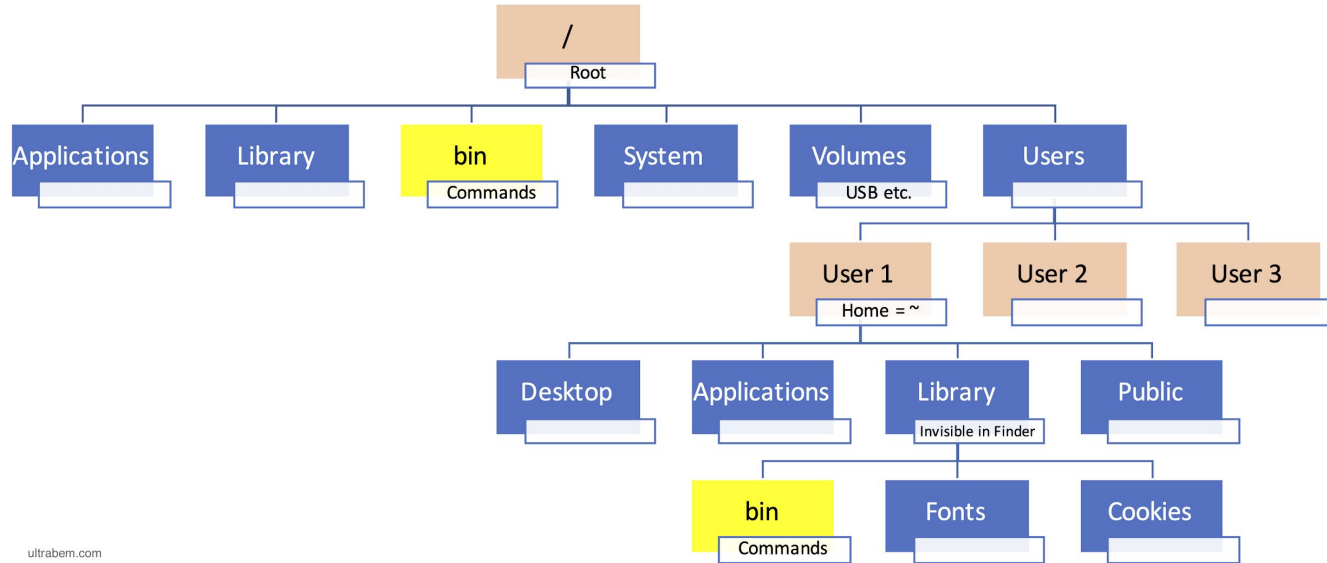 /
Root
Applications
Library
bin
Commands
System
Volumes
USB etc.
Users
User 1
Home = ~
User 2
User 3
Desktop
Applications
Library
Invisible in Finder
Public
bin
Commands
Fonts
Cookies
ultrabem.com